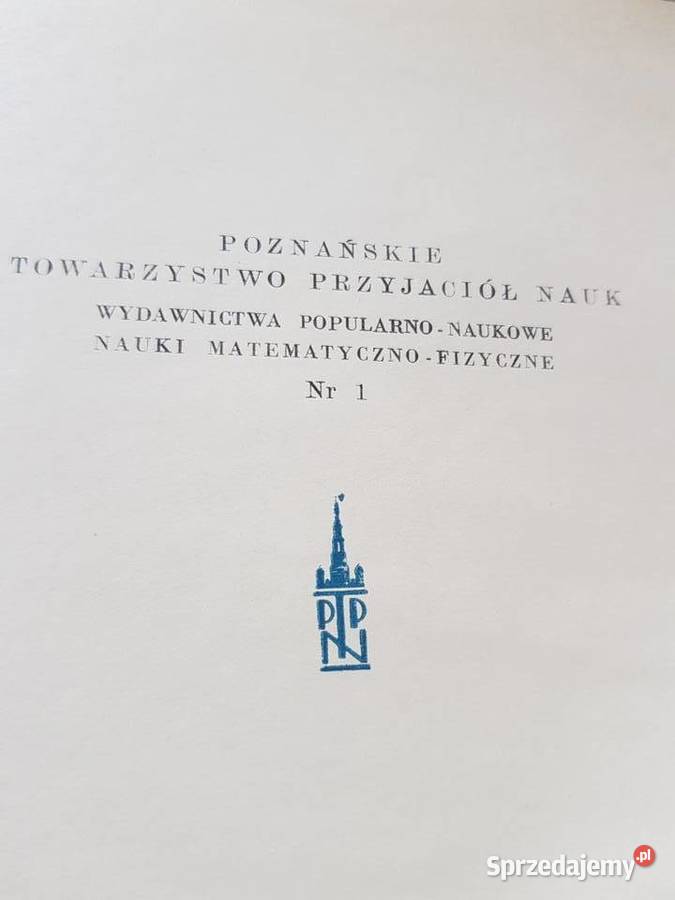 POZNAŃSKIE
TOWARZYSTWO PRZYJACIÓŁ NAUK
WYDAWNICTWA POPULARNO-NAUKOWE
NAUKI MATEMATYCZNO-FIZYCZNE
Nr 1
PTPN
Sprzedajemy.pl